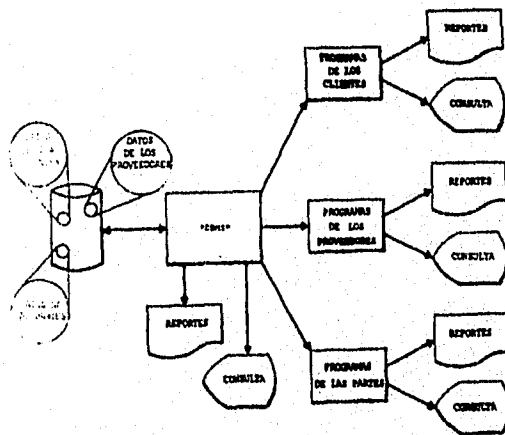 REPORTES
PROGRAMAS
DE LOS
CLIENTES
CONSULTA
DATOS
DE LOS
PROVEEDORES
"DBMS"
REPORTES
PROGRAMAS
DE LOS
PROVEEDORES
CONSULTA
REPORTES
CONSULTA
REPORTES
PROGRAMAS
DE LAS PARTES
CONSULTA